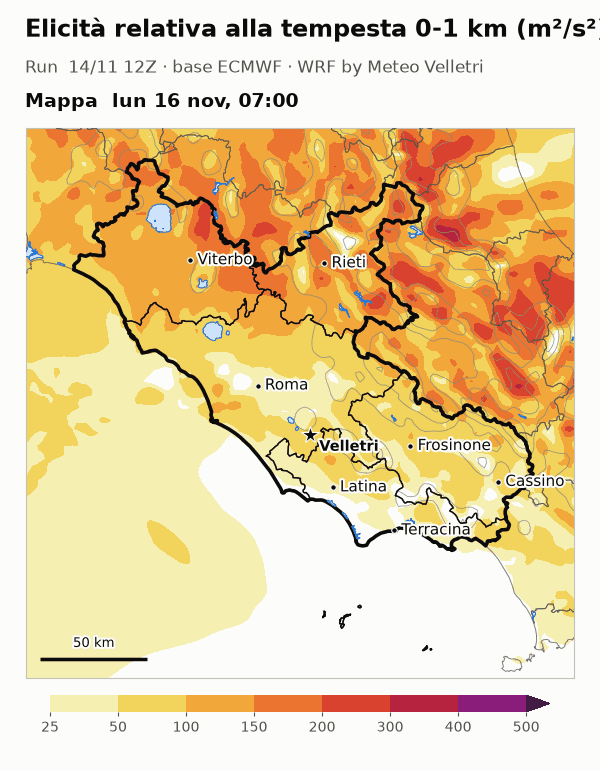 Elicità relativa alla tempesta 0-1 km (m²/s²)
Run  14/11 12Z · base ECMWF · WRF by Meteo Velletri
Mappa  lun 16 nov, 07:00
Viterbo
Rieti
Roma
Velletri
Frosinone
Cassino
Latina
Terracina
50 km
25 50 100 150 200 300 400 500